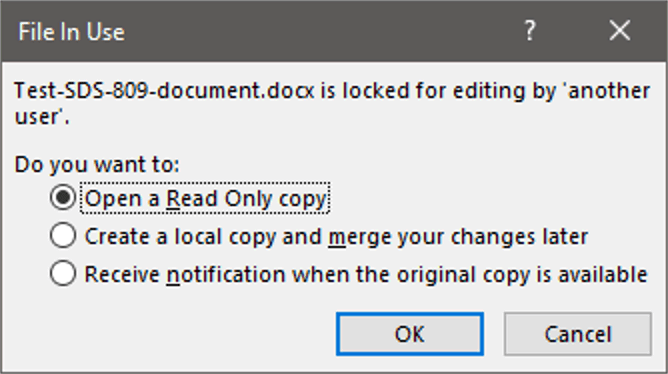 File In Use
?
Test-SDS-809-document.docx is locked for editing by 'another
user'.
Do you want to:
Open a Read Only copy
Create a local copy and merge your changes later
Receive notification when the original copy is available
OK
Cancel